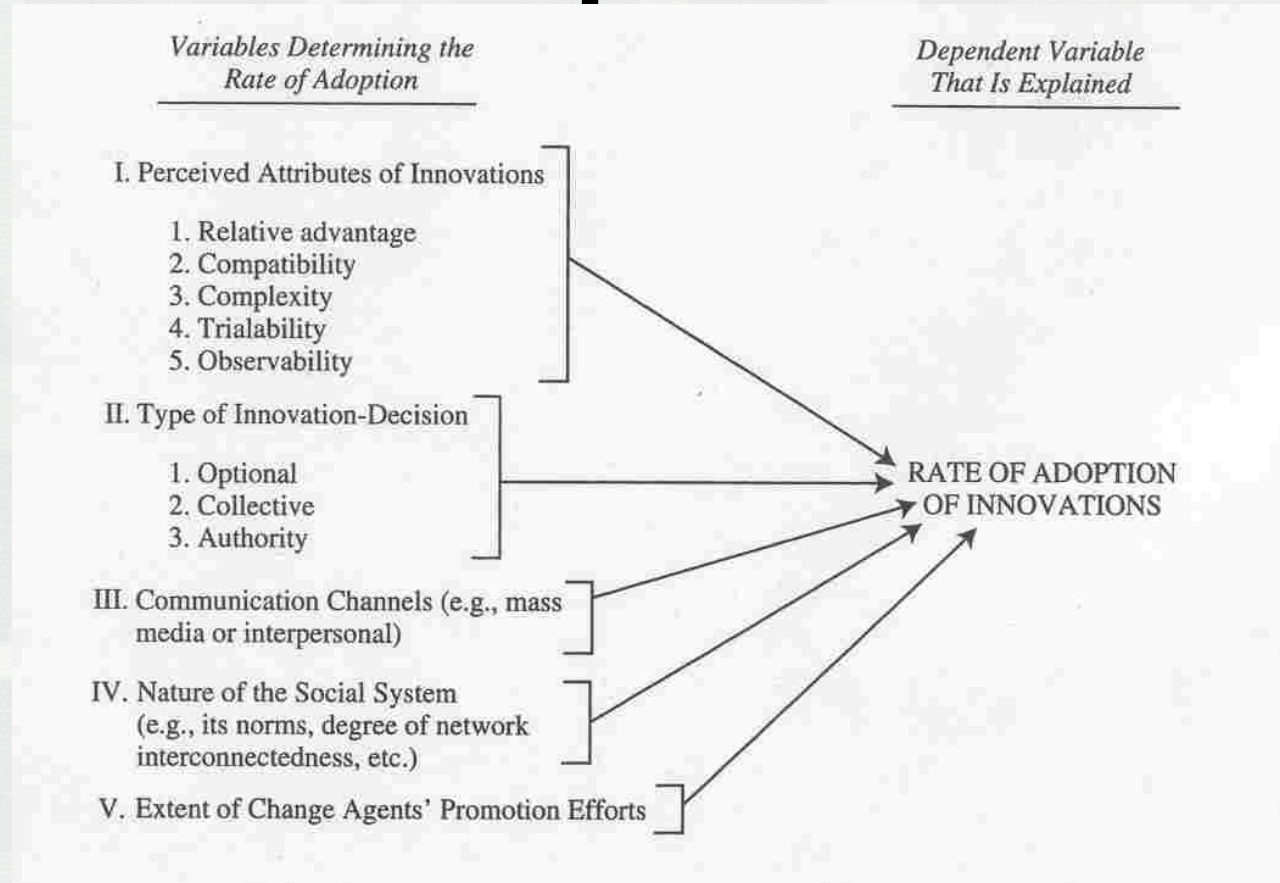 Variables Determining the
Rate of Adoption
Dependent Variable
That Is Explained
I. Perceived Attributes of Innovations
1. Relative advantage
2. Compatibility
3. Complexity
4. Trialability
5. Observability
II. Type of Innovation-Decision
1. Optional
2. Collective
3. Authority
RATE OF ADOPTION
OF INNOVATIONS
III. Communication Channels (e.g., mass
media or interpersonal)
IV. Nature of the Social System
(e.g., its norms, degree of network
interconnectedness, etc.)
V. Extent of Change Agents’ Promotion Efforts